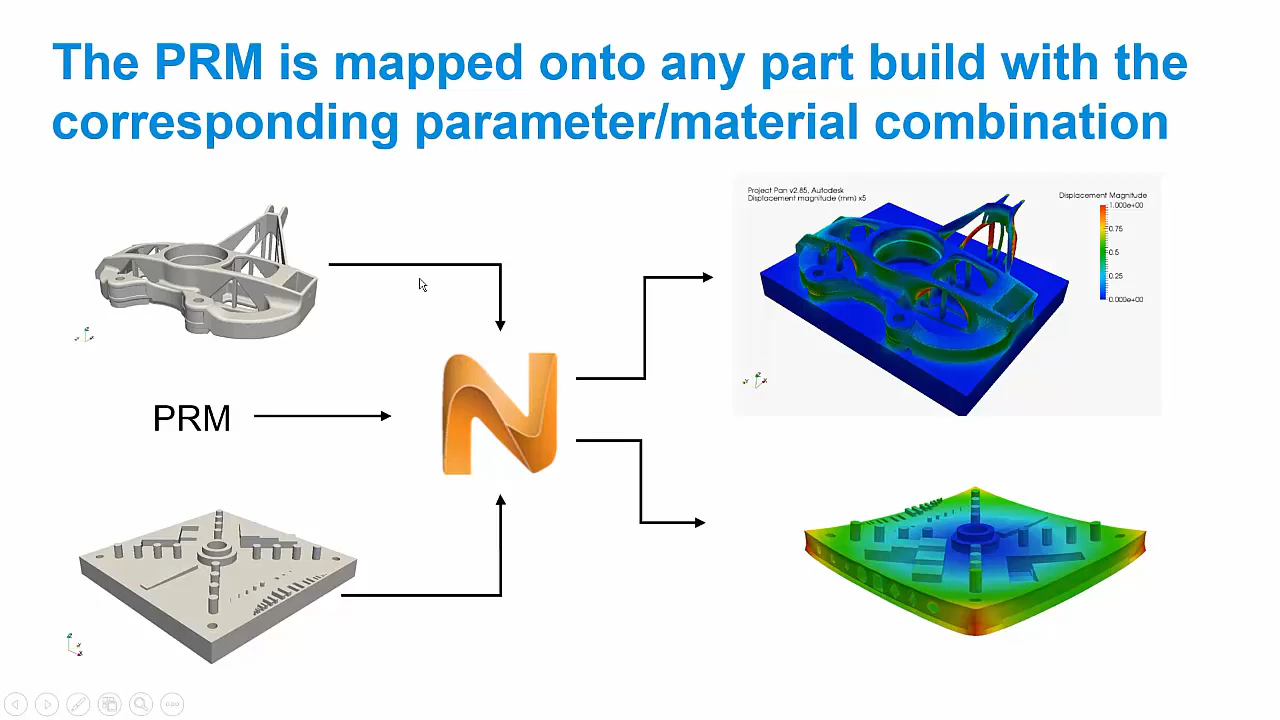 The PRM is mapped onto any part build with the
corresponding parameter/material combination
Project Pan v2.85, Autodesk
Displacement magnitude (mm) x5
Displacement Magnitude
1.000e+00
0.75
0.5
0.25
0.000e+00
PRM